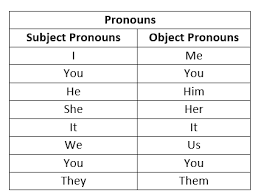 Pronouns
Subject Pronouns Object Pronouns
I Me
You You
He Him
She Her
It It
We Us
You You
They Them